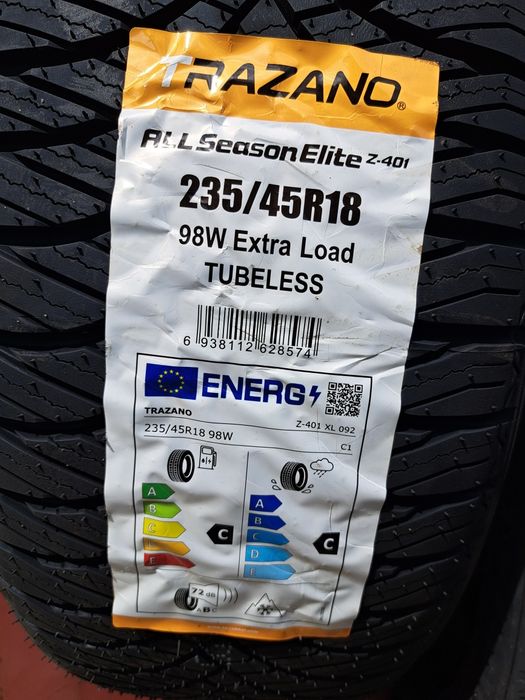 TRAZANO®
ALL Season Elite Z-401
235/45R18
98W Extra Load
TUBELESS
6 938112 628574
ENERG
TRAZANO
Z-401 XL 092
235/45R18 98W
C1
A
B
C
E
C
A
B
C
D
E
C
72 dB
ABC